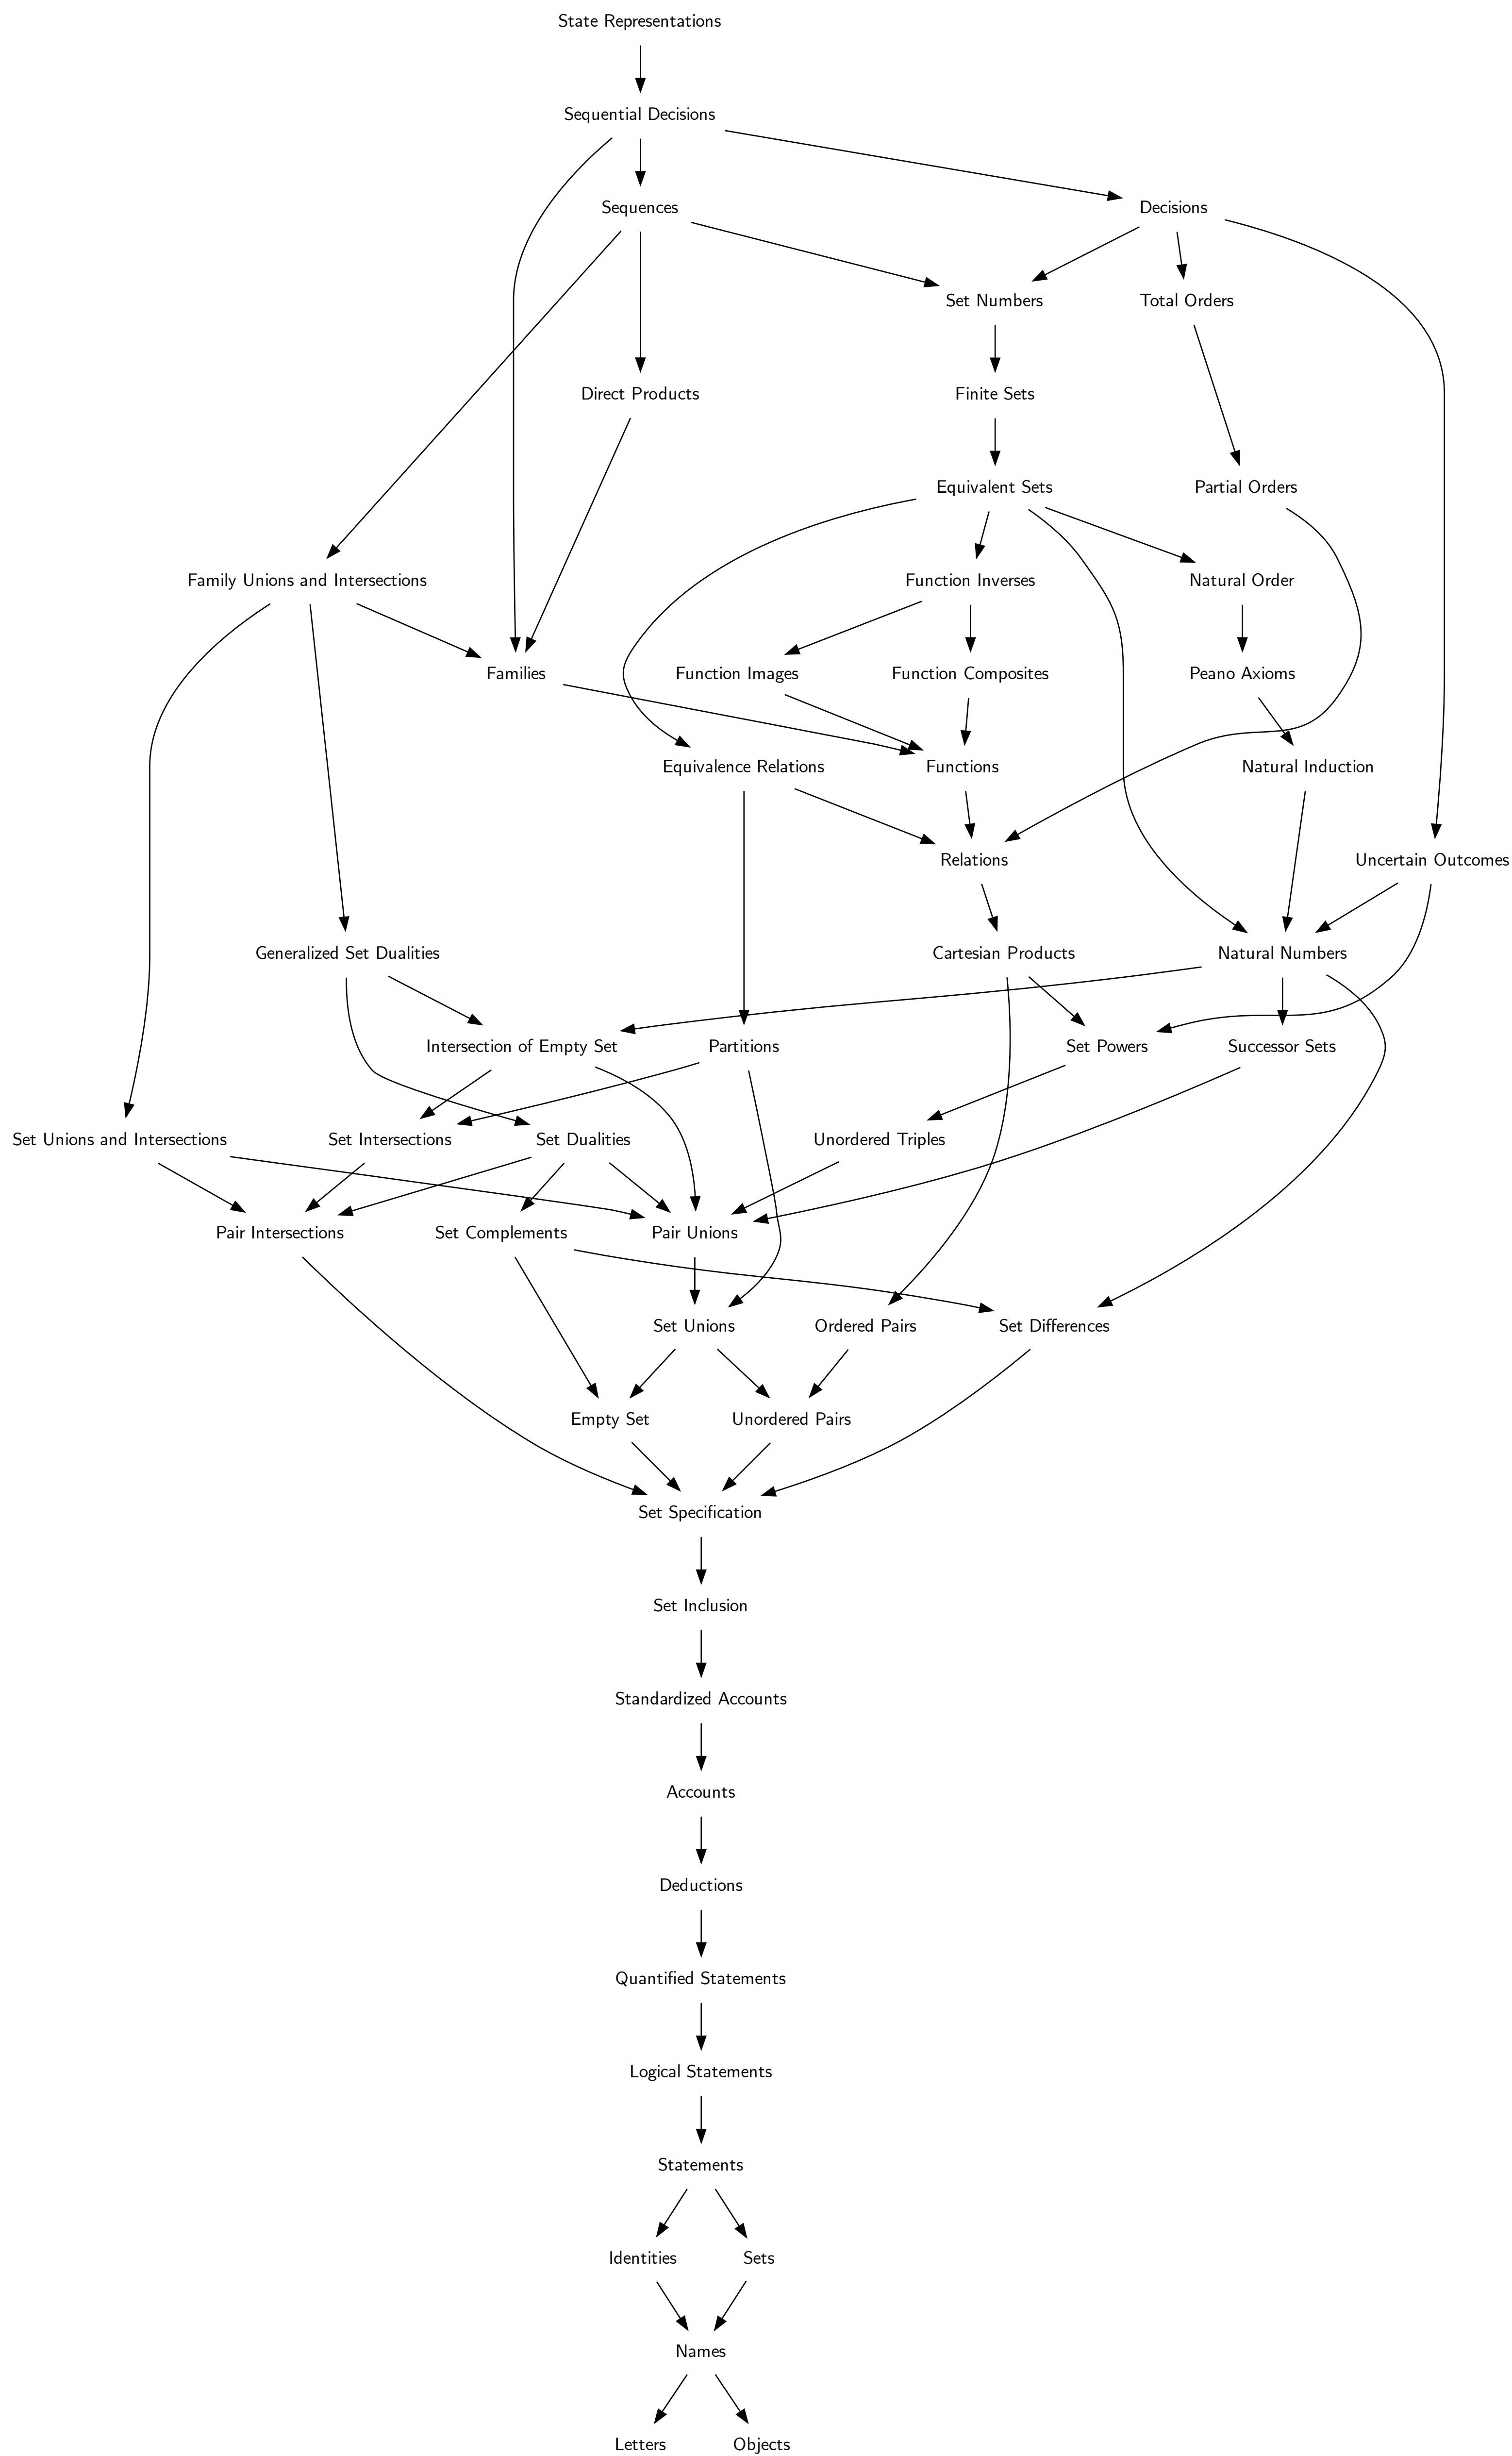 State Representations
Sequential Decisions
Sequences
Decisions
Set Numbers
Total Orders
Direct Products
Finite Sets
Equivalent Sets
Partial Orders
Family Unions and Intersections
Function Inverses
Natural Order
Families
Function Images
Function Composites
Peano Axioms
Equivalence Relations
Functions
Natural Induction
Relations
Uncertain Outcomes
Generalized Set Dualities
Cartesian Products
Natural Numbers
Intersection of Empty Set
Partitions
Set Powers
Successor Sets
Set Unions and Intersections
Set Intersections
Set Dualities
Unordered Triples
Pair Intersections
Set Complements
Pair Unions
Set Unions
Ordered Pairs
Set Differences
Empty Set
Unordered Pairs
Set Specification
Set Inclusion
Standardized Accounts
Accounts
Deductions
Quantified Statements
Logical Statements
Statements
Identities
Sets
Names
Letters
Objects